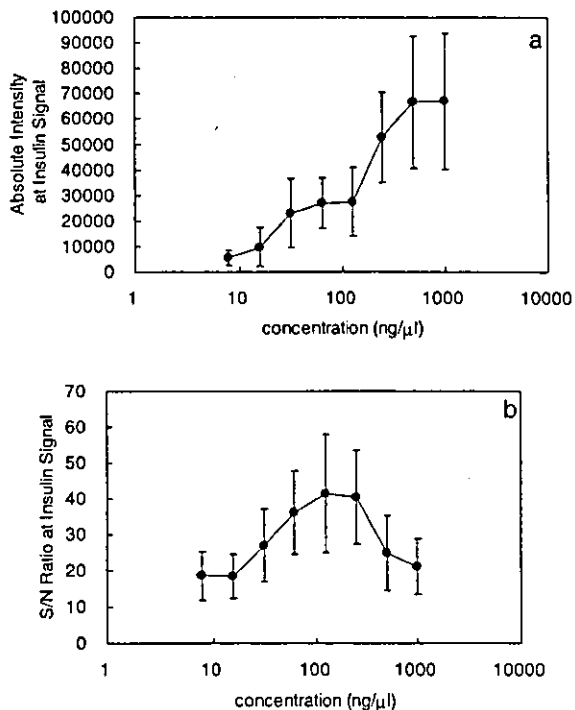 a
Absolute Intensity
at Insulin Signal
100000
90000
80000
70000
60000
50000
40000
30000
20000
10000
0
1 10 100 1000 10000
concentration (ng/μl)
b
S/N Ratio at Insulin Signal
70
60
50
40
30
20
10
0
1 10 100 1000 10000
concentration (ng/μl)